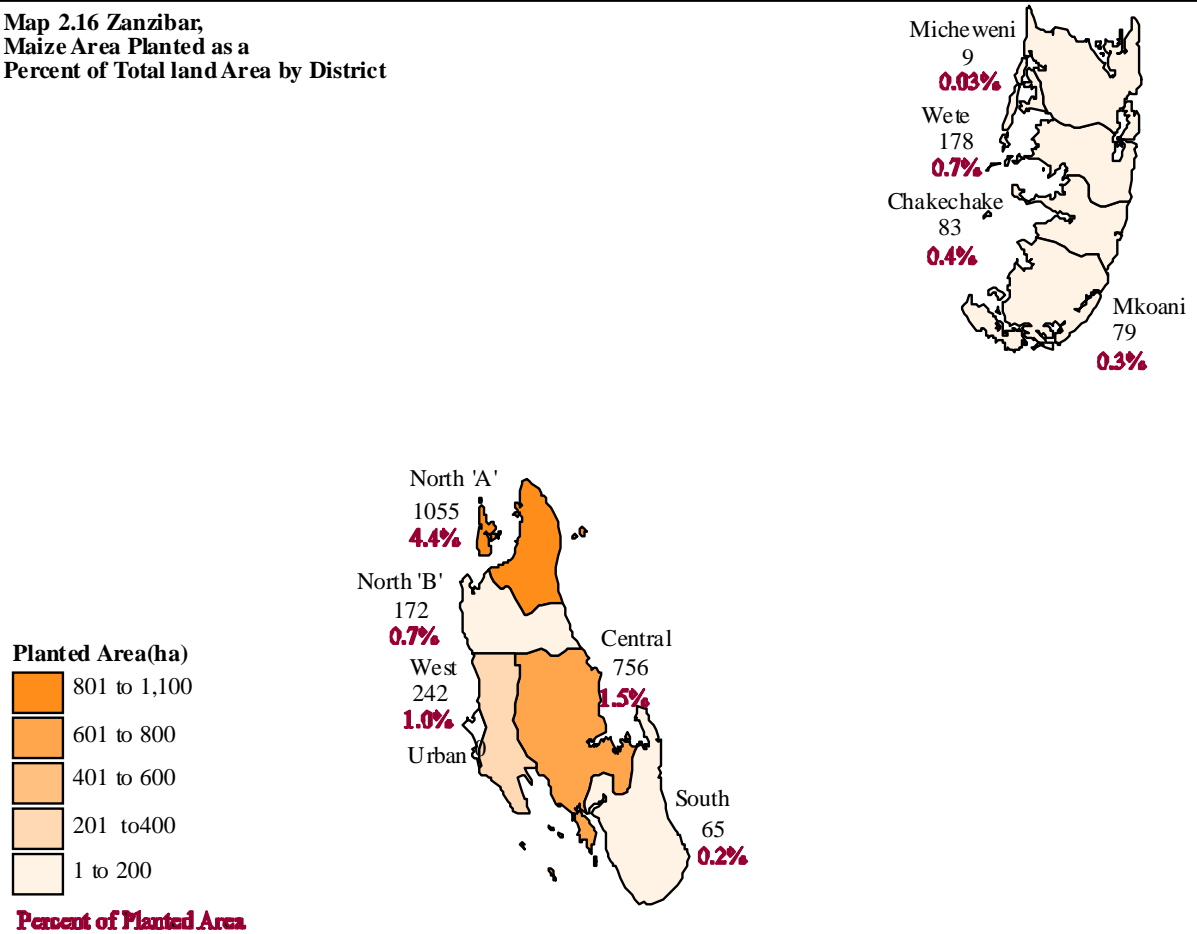 Map 2.16 Zanzibar,
Maize Area Planted as a
Percent of Total land Area by District
Micheweni
9
0.03%
Wete
178
0.7%
Chakechake
83
0.4%
Mkoani
79
0.3%
North 'A'
1055
4.4%
North 'B'
172
0.7%
Central
756
1.5%
West
242
1.0%
Urban
South
65
0.2%
Planted Area(ha)
801 to 1,100
601 to 800
401 to 600
201 to400
1 to 200
Percent of Planted Area